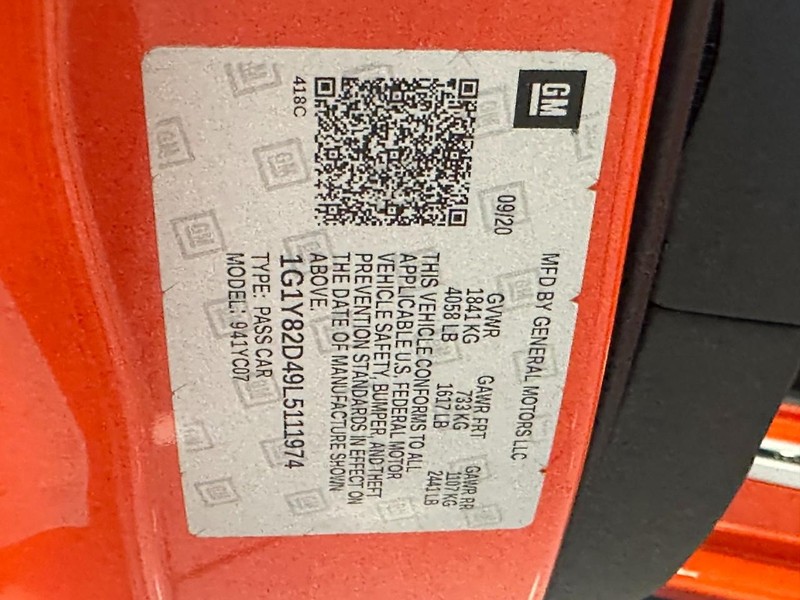 GM
09/20
MFD BY GENERAL MOTORS LLC
GVWR GAWR FRT GAWR RR
1841 KG 733 KG 1107 KG
4058 LB 1617 LB 2441 LB
THIS VEHICLE CONFORMS TO ALL
APPLICABLE U.S. FEDERAL MOTOR
VEHICLE SAFETY, BUMPER, AND THEFT
PREVENTION STANDARDS IN EFFECT ON
THE DATE OF MANUFACTURE SHOWN
ABOVE.
1G1Y82D49L5111974
TYPE: PASS CAR
MODEL: 941YC07
418C